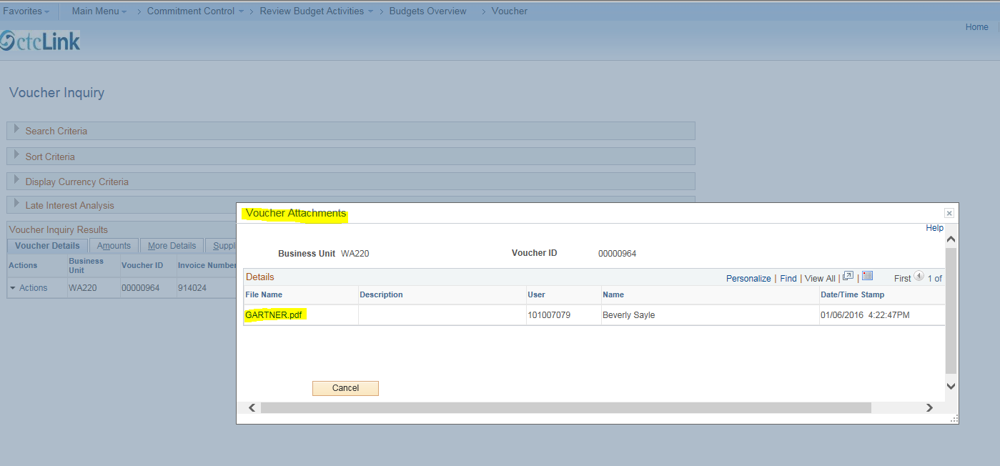 Favorites Main Menu > Commitment Control > Review Budget Activities > Budgets Overview > Voucher
Home
ctcLink
Voucher Inquiry
Search Criteria
Sort Criteria
Display Currency Criteria
Late Interest Analysis
Voucher Inquiry Results
Voucher Details Amounts More Details Suppl
Actions Business Unit Voucher ID Invoice Number
Actions WA220 00000964 914024
Voucher Attachments
Help
Business Unit WA220 Voucher ID 00000964
Details Personalize | Find | View All | | First 1 of
File Name Description User Name Date/Time Stamp
GARTNER.pdf 101007079 Beverly Sayle 01/06/2016 4:22:47PM
Cancel